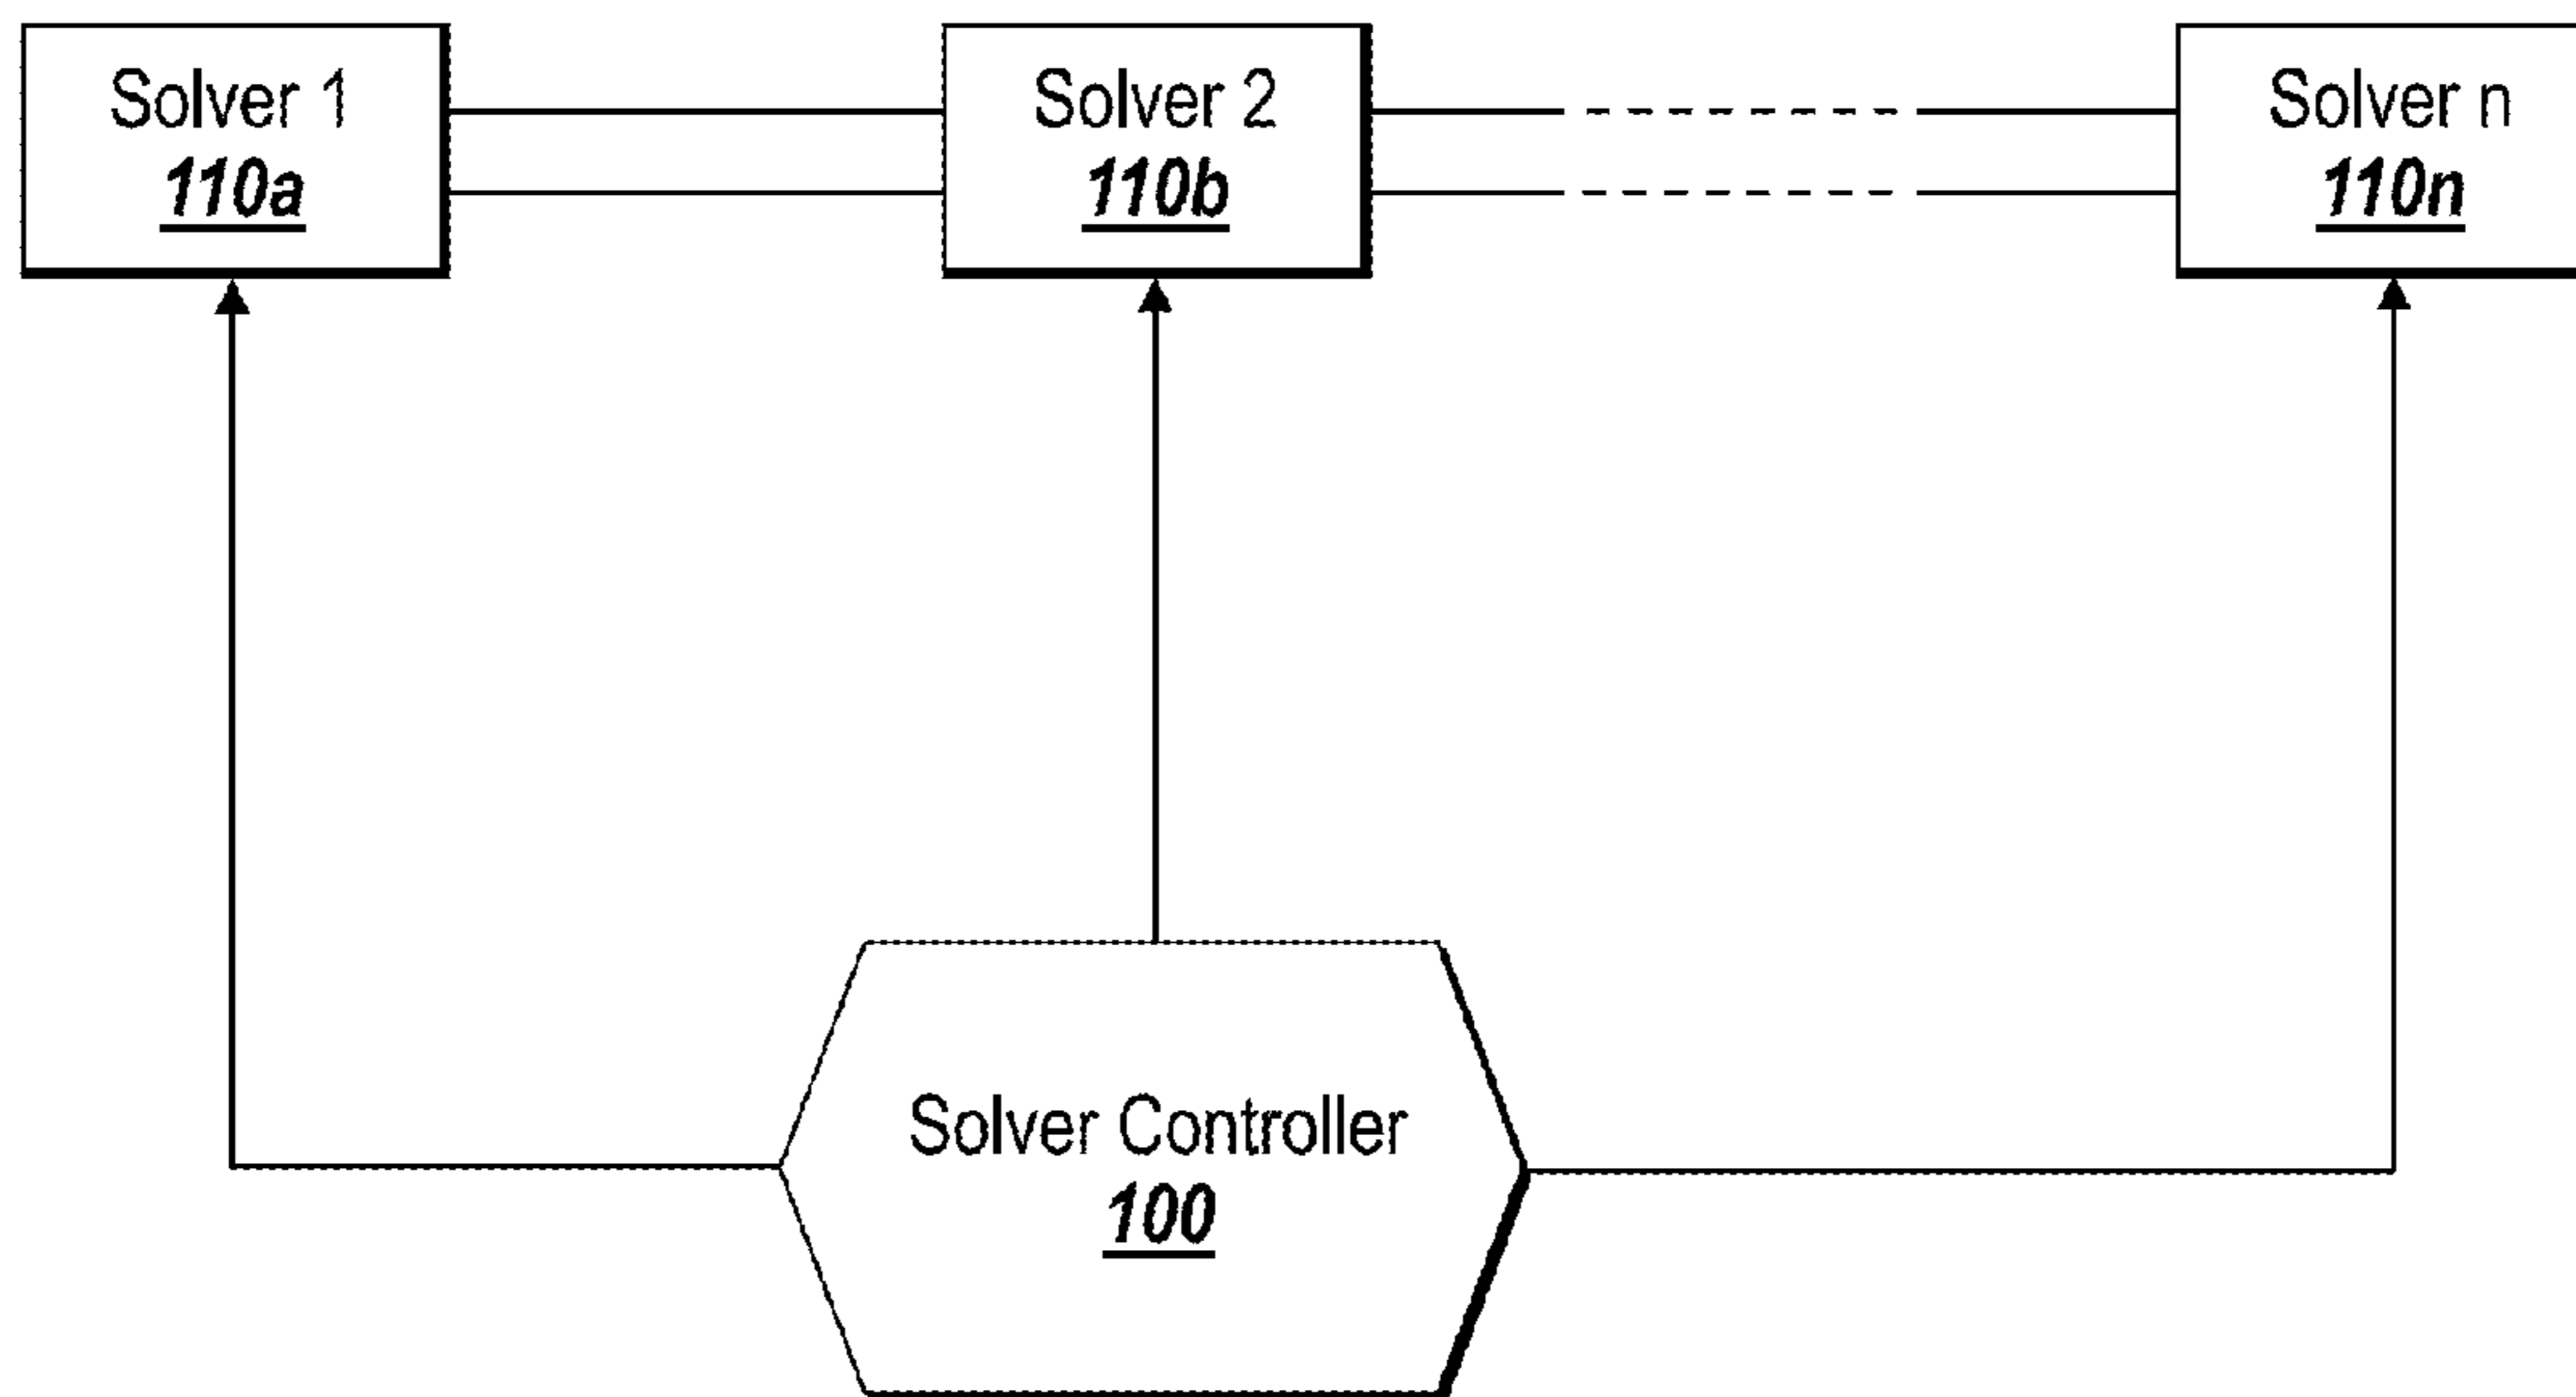 Solver 1
110a
Solver 2
110b
Solver n
110n
Solver Controller
100